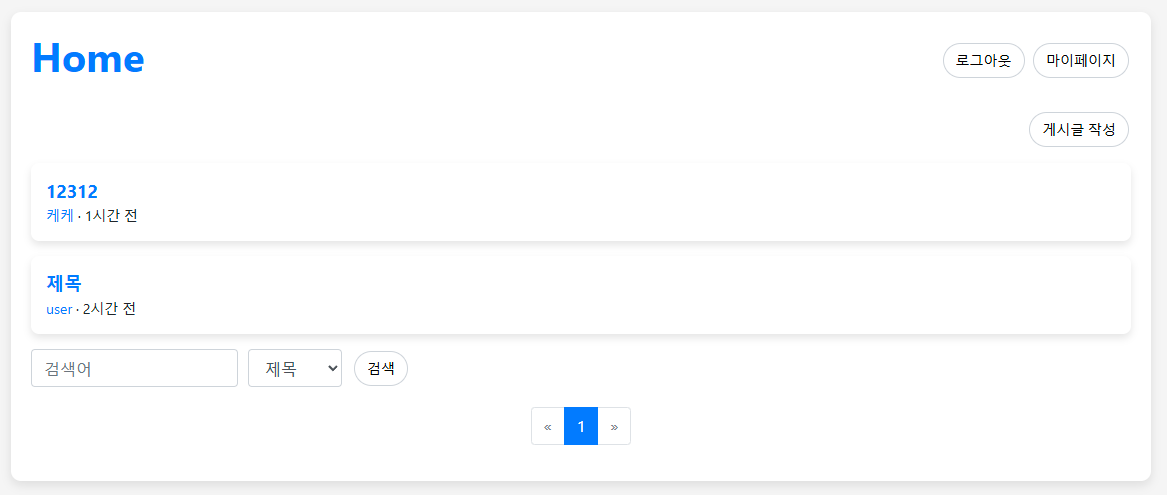 Home
로그아웃 마이페이지
게시글 작성
12312
케케 · 1시간 전
제목
user · 2시간 전
검색어 제목 검색
« 1 »